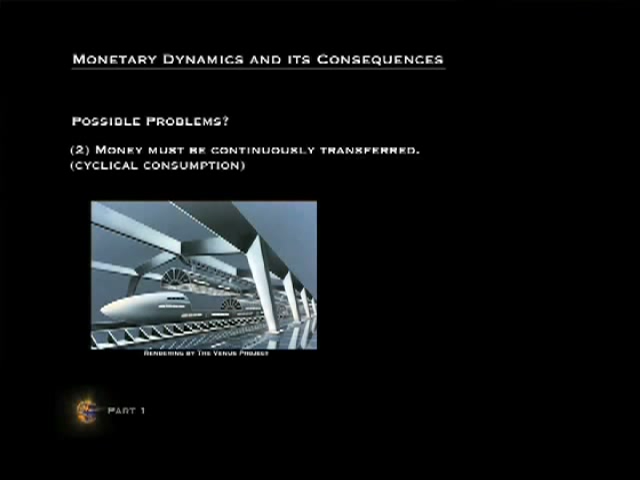 Monetary Dynamics and its Consequences
Possible Problems?
(2) Money must be continuously transferred.
(cyclical consumption)
Rendering by The Venus Project
Part 1